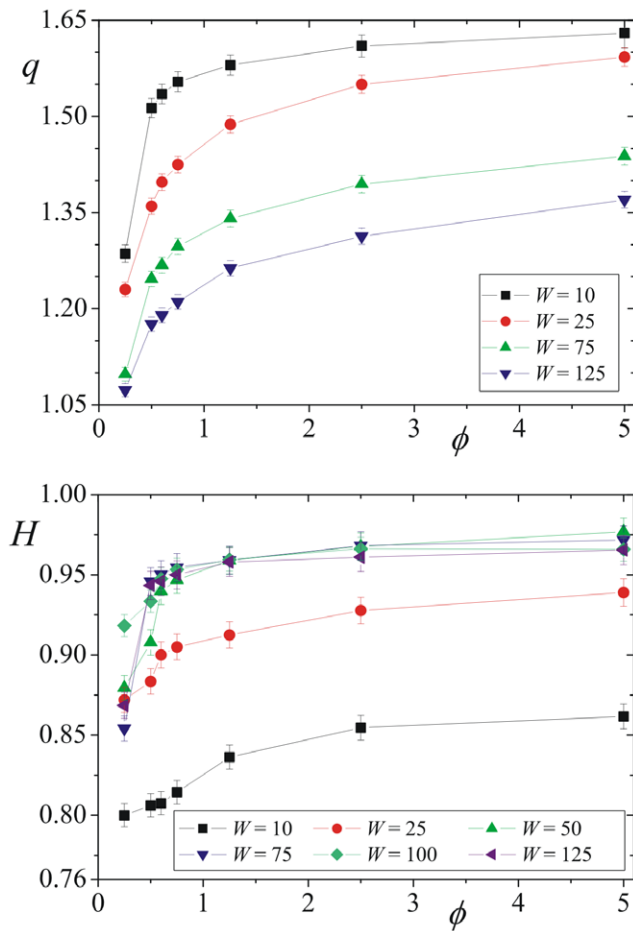 1.65
q
1.50
1.35
1.20
1.05
W = 10
W = 25
W = 75
W = 125
0 1 2 3 4 5
ϕ
1.00
H
0.95
0.90
0.85
0.80
0.76
W = 10 W = 25 W = 50
W = 75 W = 100 W = 125
0 1 2 3 4 5
ϕ